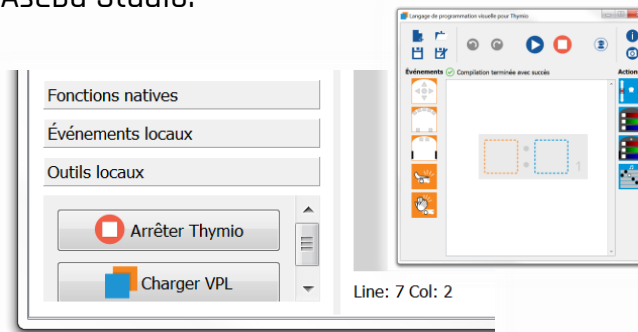 Aseba Studio.
Langage de programmation visuelle pour Thymio
Événements
Compilation terminée avec succès
Action
1
Fonctions natives
Événements locaux
Outils locaux
Arrêter Thymio
Charger VPL
Line: 7 Col: 2